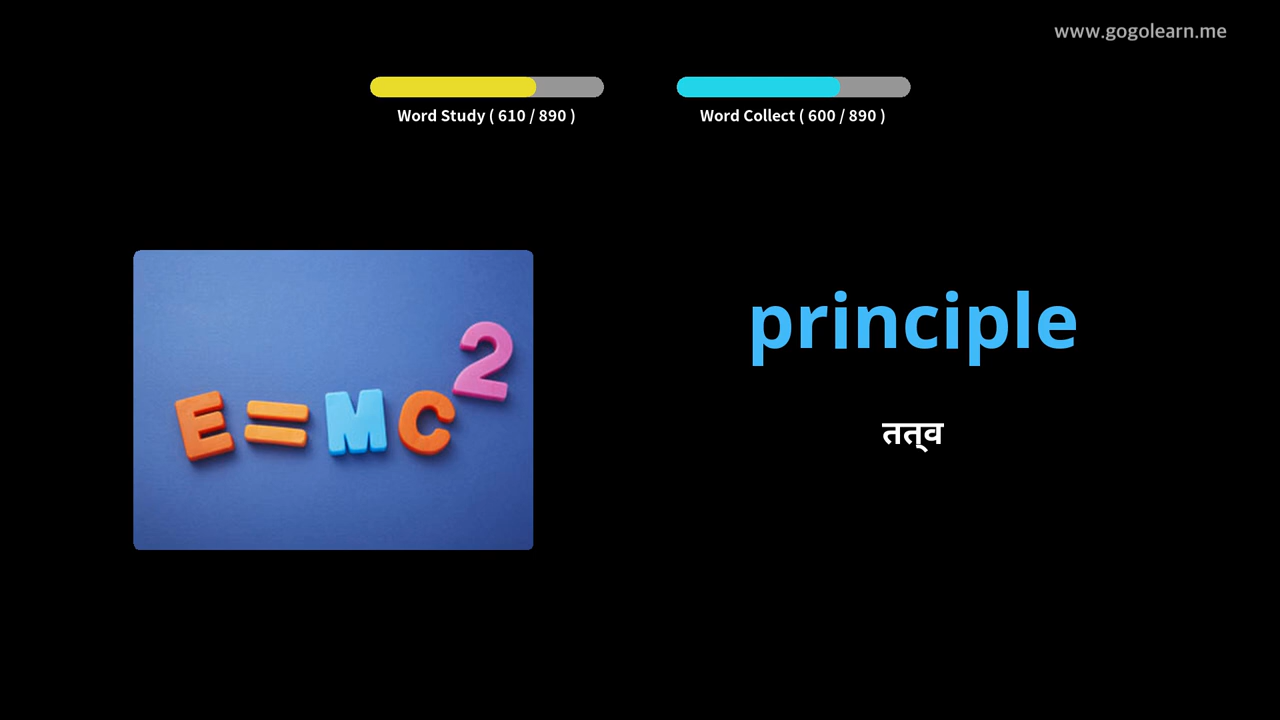 www.gogolearn.me
Word Study ( 610 / 890 )
Word Collect ( 600 / 890 )
E=MC2
principle
तत्‌व